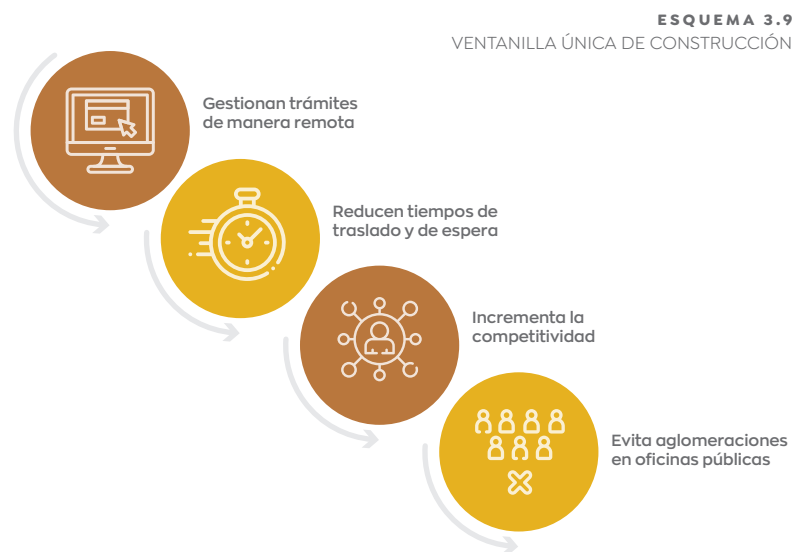 ESQUEMA 3.9
VENTANILLA ÚNICA DE CONSTRUCCIÓN
Gestionan trámites
de manera remota
Reducen tiempos de
traslado y de espera
Incrementa la
competitividad
Evita aglomeraciones
en oficinas públicas